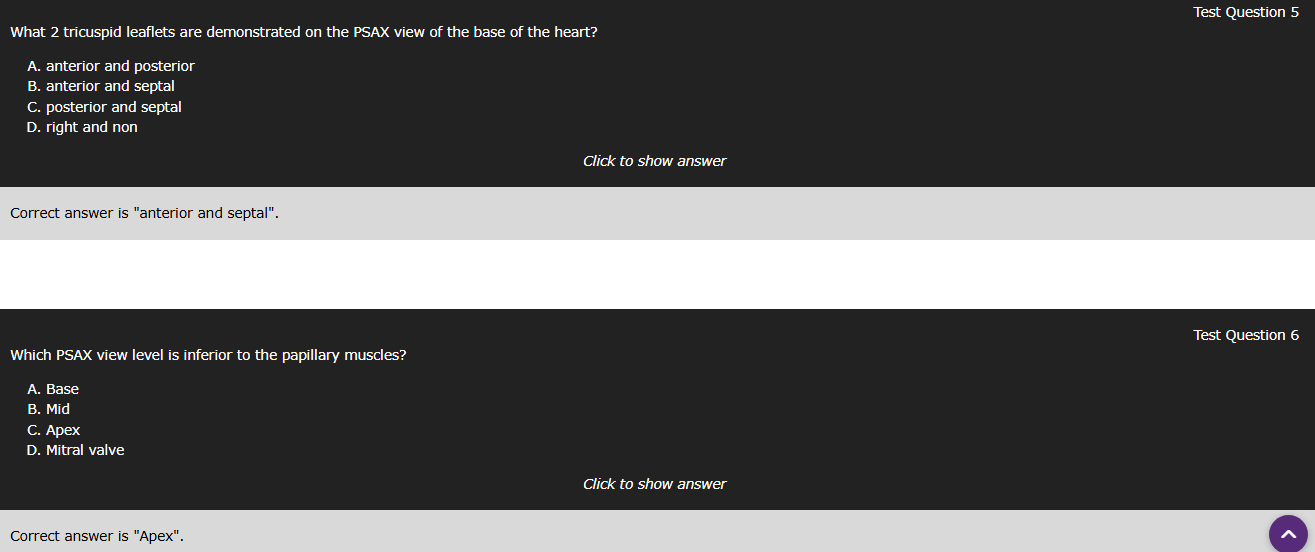 Test Question 5
What 2 tricuspid leaflets are demonstrated on the PSAX view of the base of the heart?
A. anterior and posterior
B. anterior and septal
C. posterior and septal
D. right and non
Click to show answer
Correct answer is "anterior and septal".
Test Question 6
Which PSAX view level is inferior to the papillary muscles?
A. Base
B. Mid
C. Apex
D. Mitral valve
Click to show answer
Correct answer is "Apex".